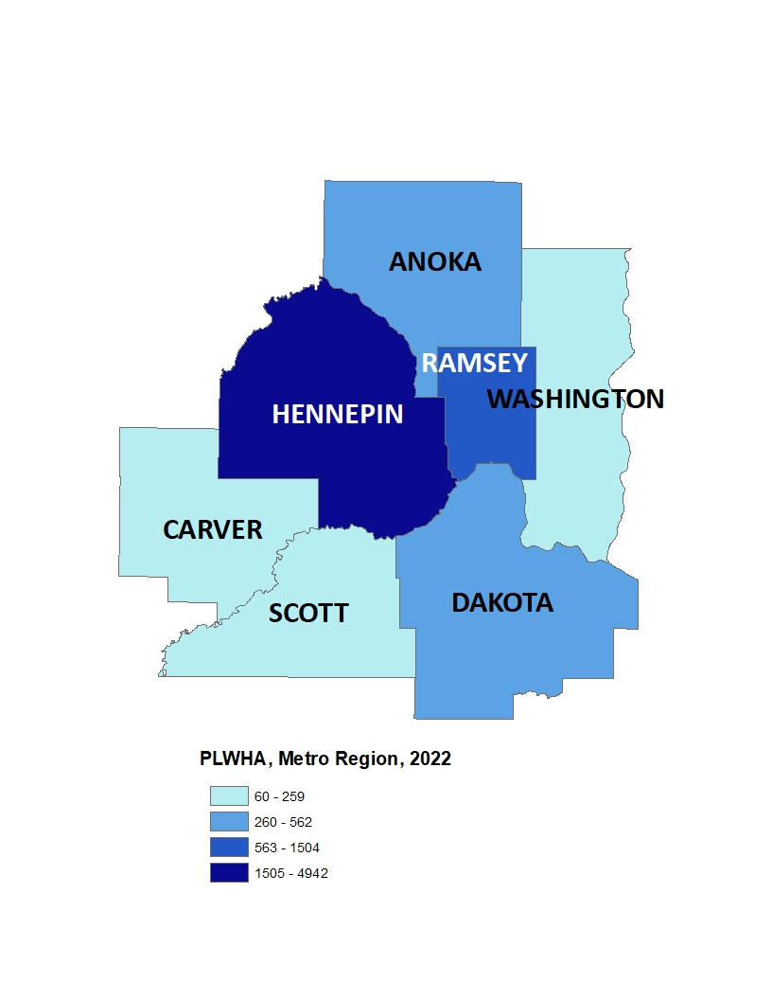 ANOKA
RAMSEY
WASHINGTON
HENNEPIN
CARVER
SCOTT
DAKOTA
PLWHA, Metro Region, 2022
60 - 259
260 - 562
563 - 1504
1505 - 4942